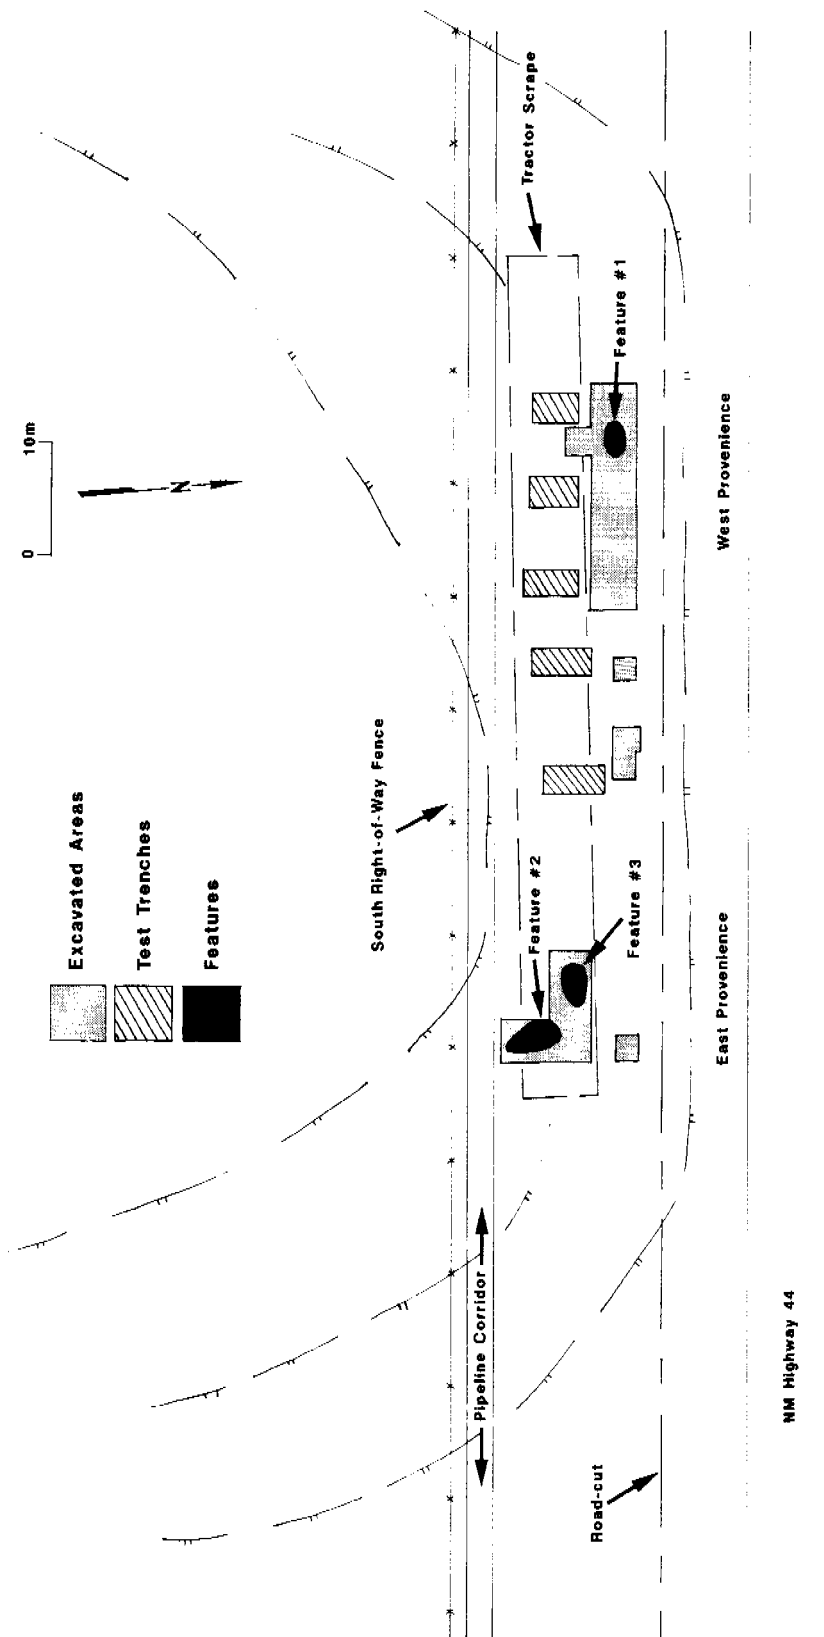 0 10m
N
Excavated Areas
Test Trenches
Features
South Right-of-Way Fence
Tractor Scrape
Feature #1
Feature #2
Feature #3
West Provenience
East Provenience
Pipeline Corridor
Road-cut
NM Highway 44